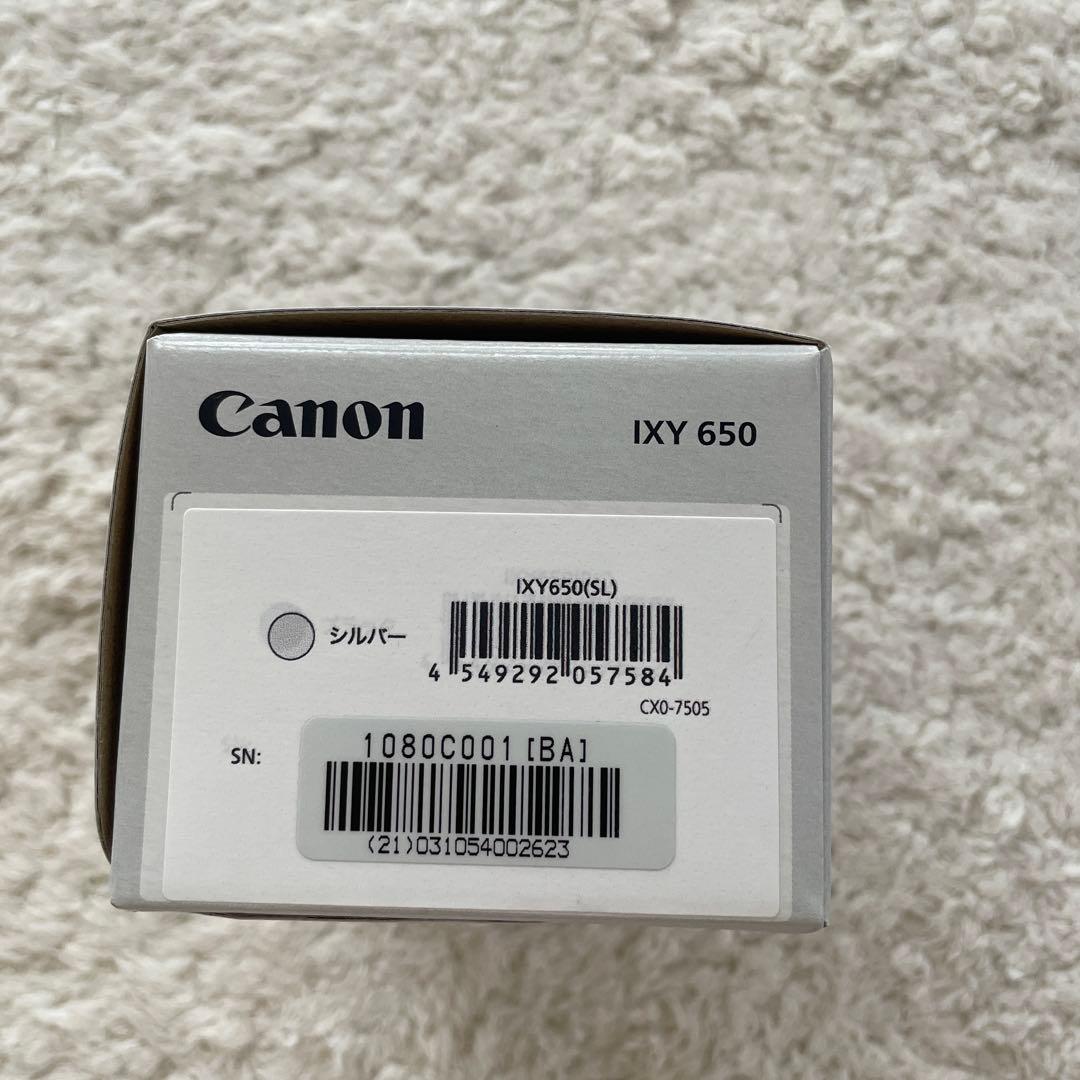 Canon IXY 650
IXY650(SL)
シルバー
4 549292 057584
CX0-7505
SN:
1080C001 [BA]
(21)031054002623